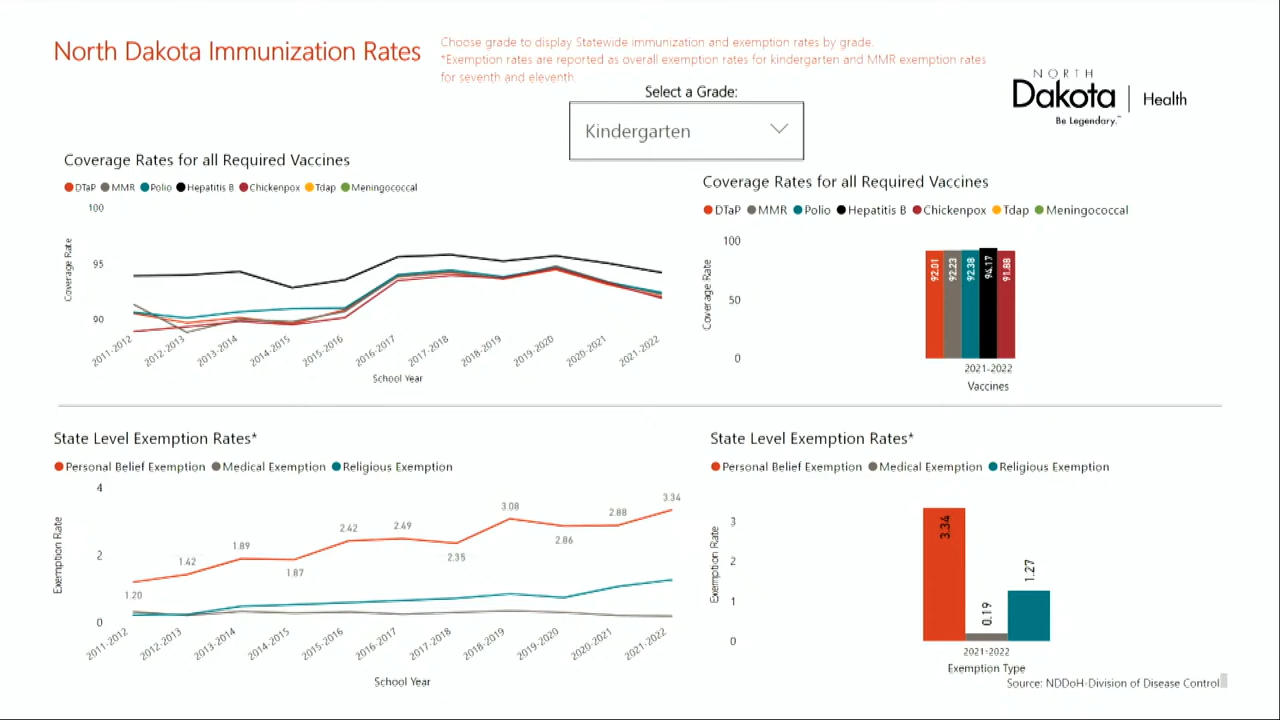 North Dakota Immunization Rates
Choose grade to display Statewide immunization and exemption rates by grade.
*Exemption rates are reported as overall exemption rates for kindergarten and MMR exemption rates
for seventh and eleventh.
Select a Grade:
Kindergarten
NORTH
Dakota
Be Legendary.™
Health
Coverage Rates for all Required Vaccines
DTaP MMR Polio Hepatitis B Chickenpox Tdap Meningococcal
100
95
90
Coverage Rate
2011-2012 2012-2013 2013-2014 2014-2015 2015-2016 2016-2017 2017-2018 2018-2019 2019-2020 2020-2021 2021-2022
School Year
Coverage Rates for all Required Vaccines
DTaP MMR Polio Hepatitis B Chickenpox Tdap Meningococcal
100
50
0
Coverage Rate
92.01 92.23 92.38 94.17 91.88
2021-2022
Vaccines
State Level Exemption Rates*
Personal Belief Exemption Medical Exemption Religious Exemption
4
2
0
Exemption Rate
1.20 1.42 1.89 1.87 2.42 2.49 2.35 3.08 2.86 2.88 3.34
2011-2012 2012-2013 2013-2014 2014-2015 2015-2016 2016-2017 2017-2018 2018-2019 2019-2020 2020-2021 2021-2022
School Year
State Level Exemption Rates*
Personal Belief Exemption Medical Exemption Religious Exemption
3
2
1
0
Exemption Rate
3.34 0.19 1.27
2021-2022
Exemption Type
Source: NDDoH-Division of Disease Control